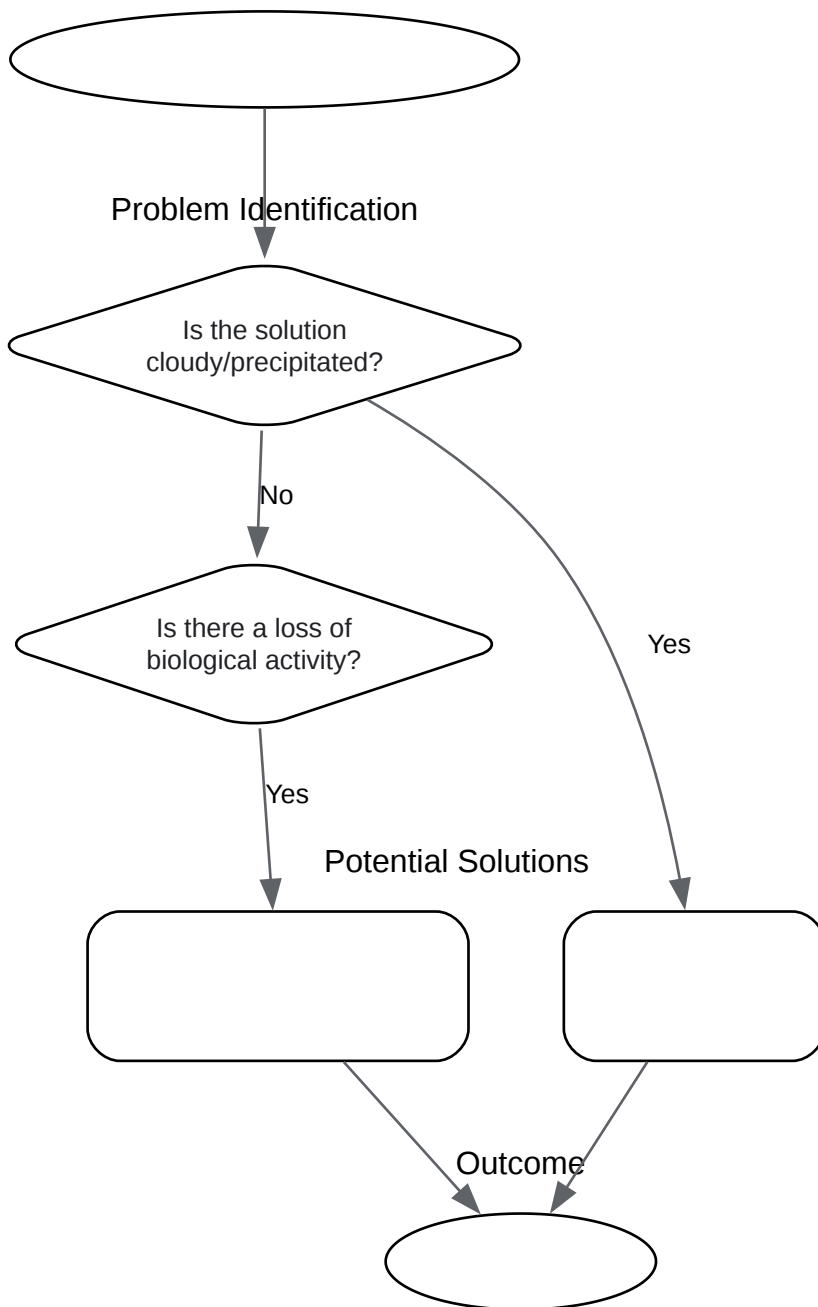 Problem Identification
Is the solution
cloudy/precipitated?
No
Is there a loss of
biological activity?
Yes
Yes
Potential Solutions
Outcome